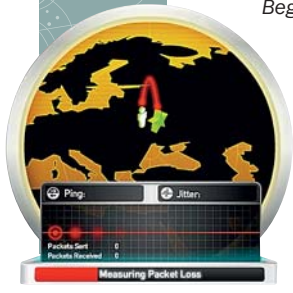 Beg
Ping: Jitter:
Packets Sent 0
Packets Received 0
Measuring Packet Loss